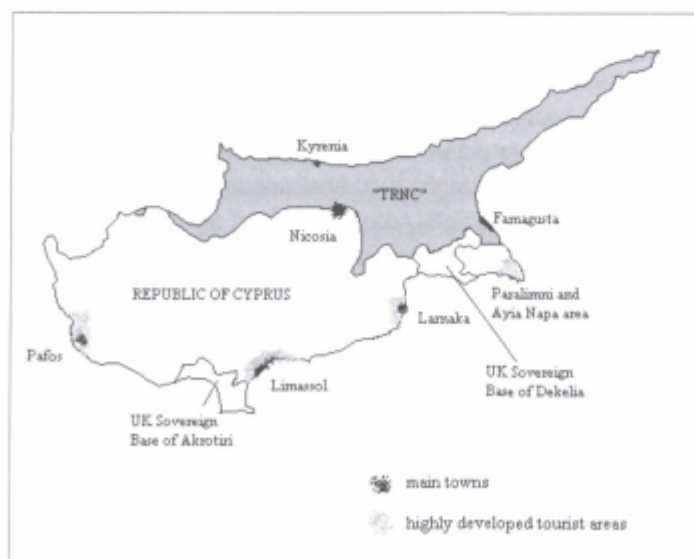 Kyrenia
"TRNC"
Famagusta
Nicosia
REPUBLIC OF CYPRUS
Paralimni and
Ayia Napa area
Larnaka
Pafos
UK Sovereign
Base of Dekelia
Limassol
UK Sovereign
Base of Akrotiri
main towns
highly developed tourist areas